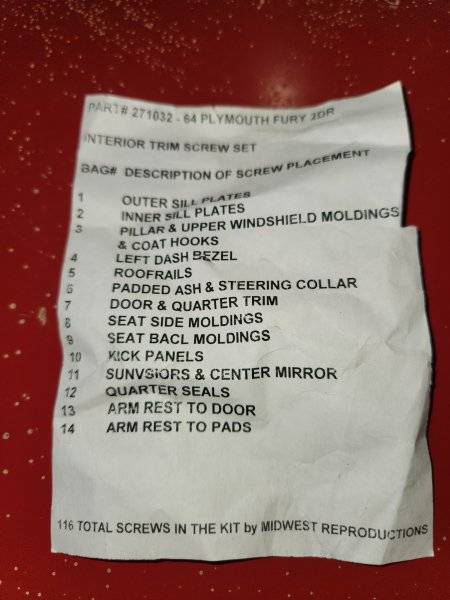 PART# 271032 - 64 PLYMOUTH FURY 2DR
INTERIOR TRIM SCREW SET
BAG# DESCRIPTION OF SCREW PLACEMENT
1 OUTER SILL PLATES
2 INNER SILL PLATES
3 PILLAR & UPPER WINDSHIELD MOLDINGS
& COAT HOOKS
4 LEFT DASH BEZEL
5 ROOFRAILS
6 PADDED ASH & STEERING COLLAR
7 DOOR & QUARTER TRIM
8 SEAT SIDE MOLDINGS
9 SEAT BACL MOLDINGS
10 KICK PANELS
11 SUNVSIORS & CENTER MIRROR
12 QUARTER SEALS
13 ARM REST TO DOOR
14 ARM REST TO PADS
116 TOTAL SCREWS IN THE KIT by MIDWEST REPRODUCTIONS